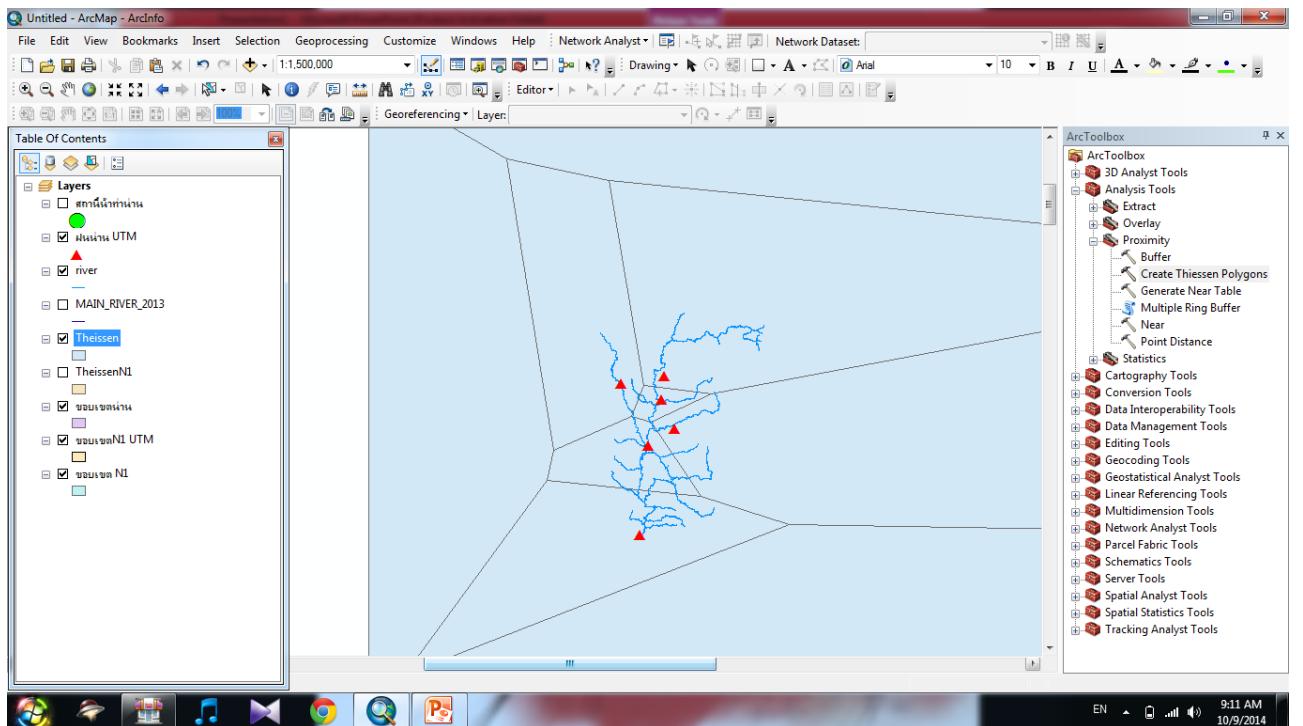 Untitled - ArcMap - ArcInfo
File Edit View Bookmarks Insert Selection Geoprocessing Customize Windows Help Network Analyst Network Dataset:
1:1,500,000 Drawing A Arial 10 B I U A
Editor
100% Georeferencing Layer:
Table Of Contents
Layers
สถานีน้ำท่าน่าน
ฝนน่าน UTM
river
MAIN_RIVER_2013
Theissen
TheissenN1
ขอบเขตน่าน
ขอบเขตN1 UTM
ขอบเขต N1
ArcToolbox
ArcToolbox
3D Analyst Tools
Analysis Tools
Extract
Overlay
Proximity
Buffer
Create Thiessen Polygons
Generate Near Table
Multiple Ring Buffer
Near
Point Distance
Statistics
Cartography Tools
Conversion Tools
Data Interoperability Tools
Data Management Tools
Editing Tools
Geocoding Tools
Geostatistical Analyst Tools
Linear Referencing Tools
Multidimension Tools
Network Analyst Tools
Parcel Fabric Tools
Schematics Tools
Server Tools
Spatial Analyst Tools
Spatial Statistics Tools
Tracking Analyst Tools
EN 9:11 AM
10/9/2014